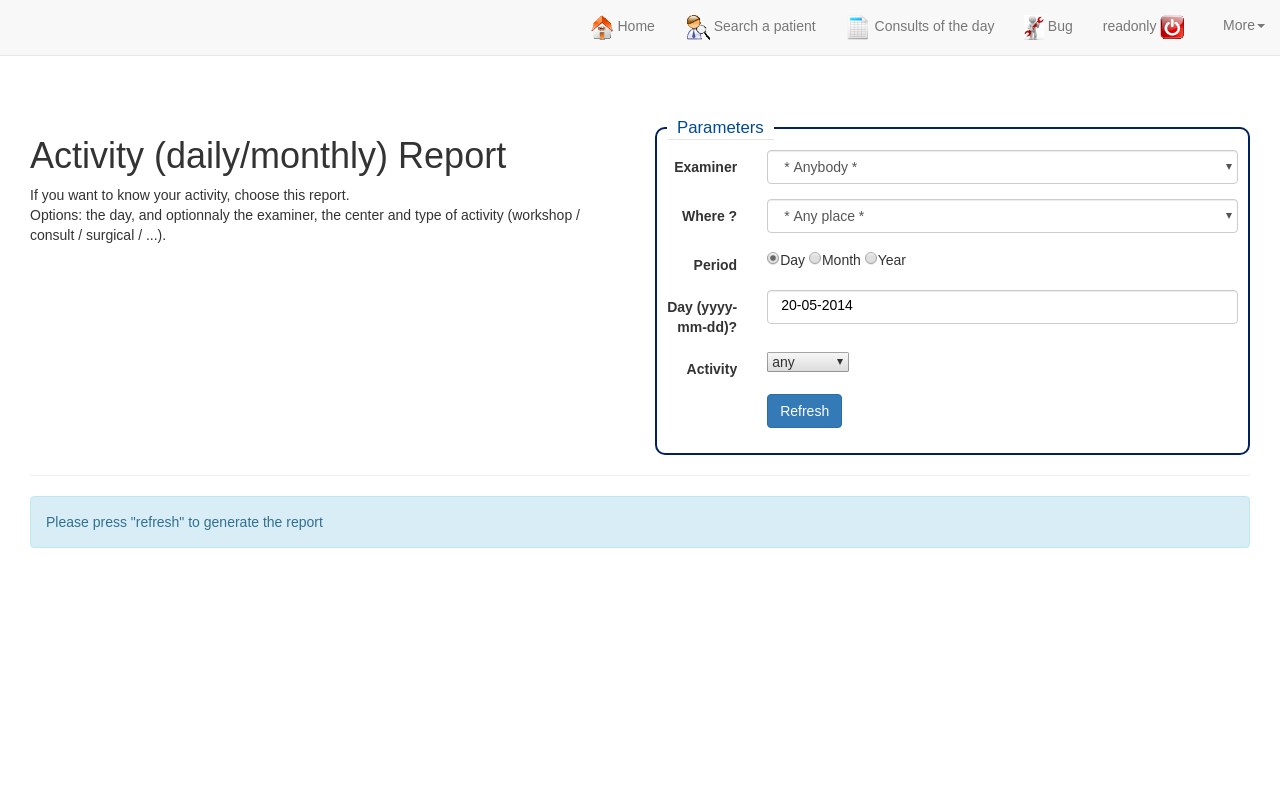 Home
Search a patient
Consults of the day
Bug
readonly
More
Activity (daily/monthly) Report
If you want to know your activity, choose this report.
Options: the day, and optionnaly the examiner, the center and type of activity (workshop /
consult / surgical / ...).
Parameters
Examiner
* Anybody *
Where ?
* Any place *
Period
Day Month Year
Day (yyyy-
mm-dd)?
20-05-2014
Activity
any
Refresh
Please press "refresh" to generate the report